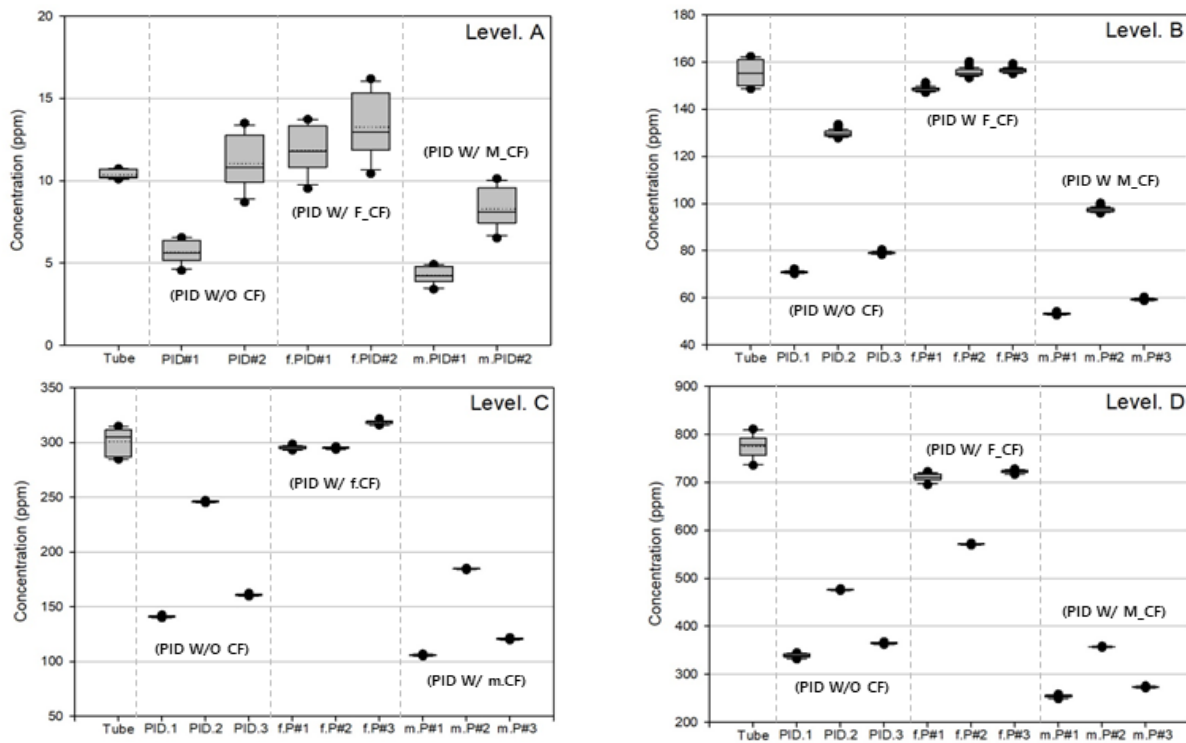 Level. A
Concentration (ppm)
20
15
10
5
0
(PID W/O CF)
(PID W/ F_CF)
(PID W/ M_CF)
Tube PID#1 PID#2 f.PID#1 f.PID#2 m.PID#1 m.PID#2
Level. B
Concentration (ppm)
180
160
140
120
100
80
60
40
(PID W F_CF)
(PID W M_CF)
(PID W/O CF)
Tube PID.1 PID.2 PID.3 f.P#1 f.P#2 f.P#3 m.P#1 m.P#2 m.P#3
Level. C
Concentration (ppm)
350
300
250
200
150
100
50
(PID W/ f.CF)
(PID W/O CF)
(PID W/ m.CF)
Tube PID.1 PID.2 PID.3 f.P#1 f.P#2 f.P#3 m.P#1 m.P#2 m.P#3
Level. D
Concentration (ppm)
900
800
700
600
500
400
300
200
(PID W/ F_CF)
(PID W/ M_CF)
(PID W/O CF)
Tube PID.1 PID.2 PID.3 f.P#1 f.P#2 f.P#3 m.P#1 m.P#2 m.P#3